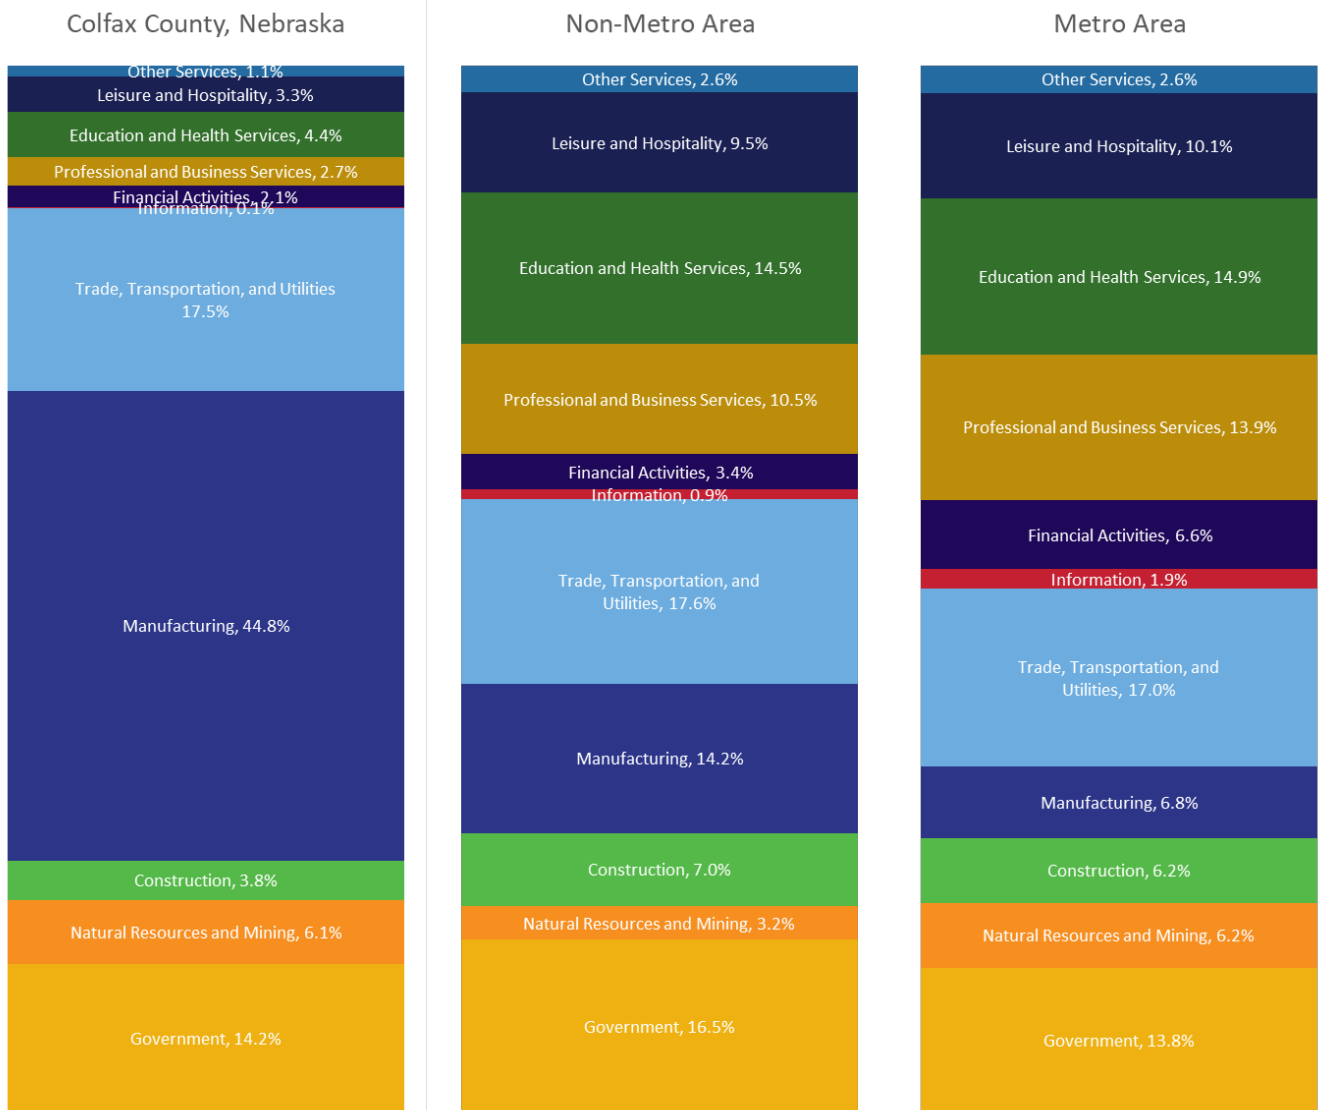 Colfax County, Nebraska
Other Services, 1.1%
Leisure and Hospitality, 3.3%
Education and Health Services, 4.4%
Professional and Business Services, 2.7%
Financial Activities, 2.1%
Information, 0.1%
Trade, Transportation, and Utilities
17.5%
Manufacturing, 44.8%
Construction, 3.8%
Natural Resources and Mining, 6.1%
Government, 14.2%
Non-Metro Area
Other Services, 2.6%
Leisure and Hospitality, 9.5%
Education and Health Services, 14.5%
Professional and Business Services, 10.5%
Financial Activities, 3.4%
Information, 0.9%
Trade, Transportation, and
Utilities, 17.6%
Manufacturing, 14.2%
Construction, 7.0%
Natural Resources and Mining, 3.2%
Government, 16.5%
Metro Area
Other Services, 2.6%
Leisure and Hospitality, 10.1%
Education and Health Services, 14.9%
Professional and Business Services, 13.9%
Financial Activities, 6.6%
Information, 1.9%
Trade, Transportation, and
Utilities, 17.0%
Manufacturing, 6.8%
Construction, 6.2%
Natural Resources and Mining, 6.2%
Government, 13.8%